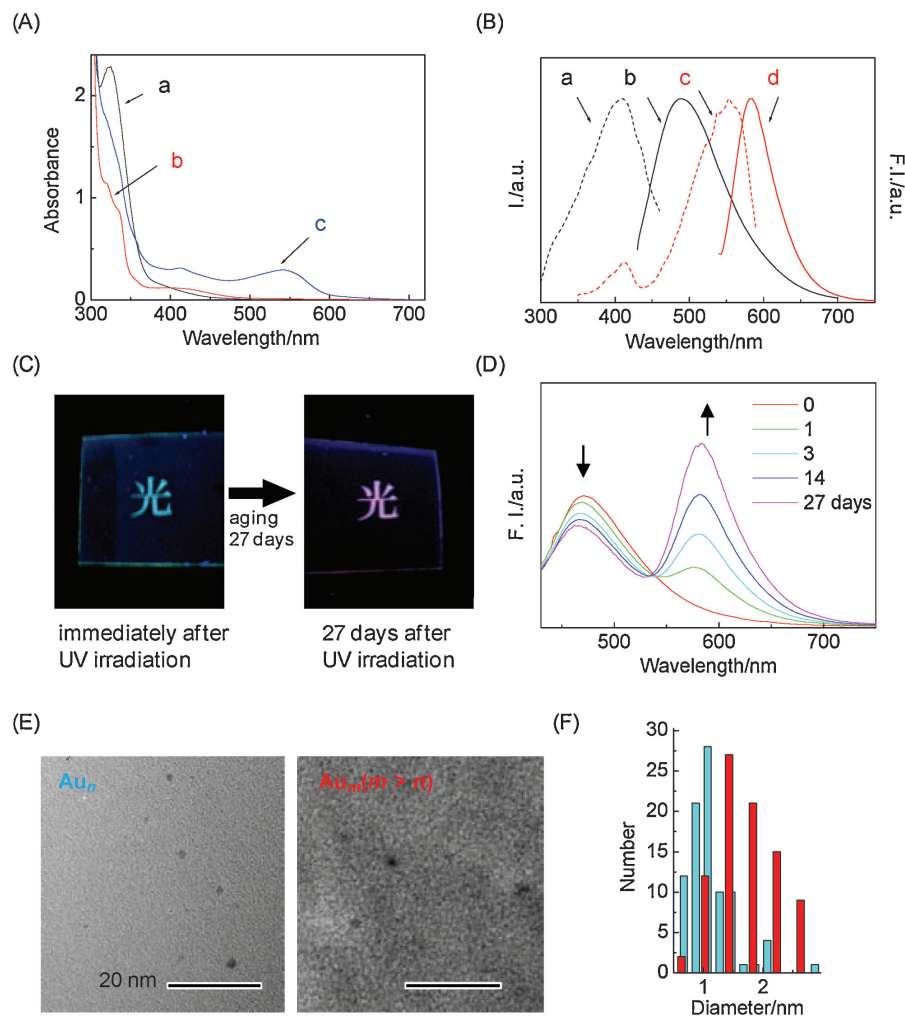 (A)
2
1
0
Absorbance
a
b
c
300 400 500 600 700
Wavelength/nm
(B)
a b c d
I./a.u.
F.I./a.u.
300 400 500 600 700
Wavelength/nm
(C)
光
aging
27 days
光
immediately after
UV irradiation
27 days after
UV irradiation
(D)
0
1
3
14
27 days
F. I./a.u.
500 600 700
Wavelength/nm
(E)
Auₙ
20 nm
Auₘ(m > n)
(F)
30
25
20
15
10
5
0
Number
1 2
Diameter/nm